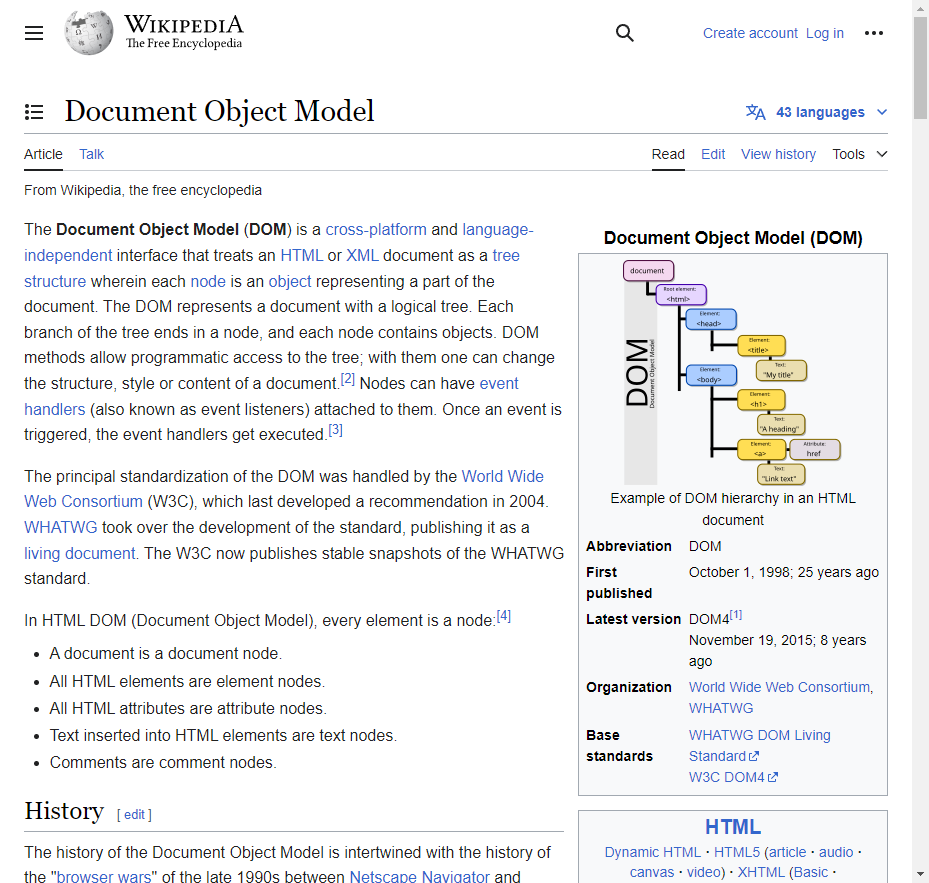 WIKIPEDIA
The Free Encyclopedia
Create account Log in
Document Object Model
43 languages
Article Talk
Read Edit View history Tools
From Wikipedia, the free encyclopedia
The Document Object Model (DOM) is a cross-platform and language-
independent interface that treats an HTML or XML document as a tree
structure wherein each node is an object representing a part of the
document. The DOM represents a document with a logical tree. Each
branch of the tree ends in a node, and each node contains objects. DOM
methods allow programmatic access to the tree; with them one can change
the structure, style or content of a document.[2] Nodes can have event
handlers (also known as event listeners) attached to them. Once an event is
triggered, the event handlers get executed.[3]
The principal standardization of the DOM was handled by the World Wide
Web Consortium (W3C), which last developed a recommendation in 2004.
WHATWG took over the development of the standard, publishing it as a
living document. The W3C now publishes stable snapshots of the WHATWG
standard.
In HTML DOM (Document Object Model), every element is a node:[4]
• A document is a document node.
• All HTML elements are element nodes.
• All HTML attributes are attribute nodes.
• Text inserted into HTML elements are text nodes.
• Comments are comment nodes.
History [ edit ]
The history of the Document Object Model is intertwined with the history of
the "browser wars" of the late 1990s between Netscape Navigator and
Document Object Model (DOM)
DOM
Document Object Model
document
Root element:
<html>
Element:
<head>
Element:
<title>
Text:
"My title"
Element:
<body>
Element:
<h1>
Text:
"A heading"
Element:
<a>
Attribute:
href
Text:
"Link text"
Example of DOM hierarchy in an HTML
document
Abbreviation DOM
First
published
October 1, 1998; 25 years ago
Latest version DOM4[1]
November 19, 2015; 8 years
ago
Organization World Wide Web Consortium,
WHATWG
Base
standards
WHATWG DOM Living
Standard
W3C DOM4
HTML
Dynamic HTML · HTML5 (article · audio ·
canvas · video) · XHTML (Basic ·